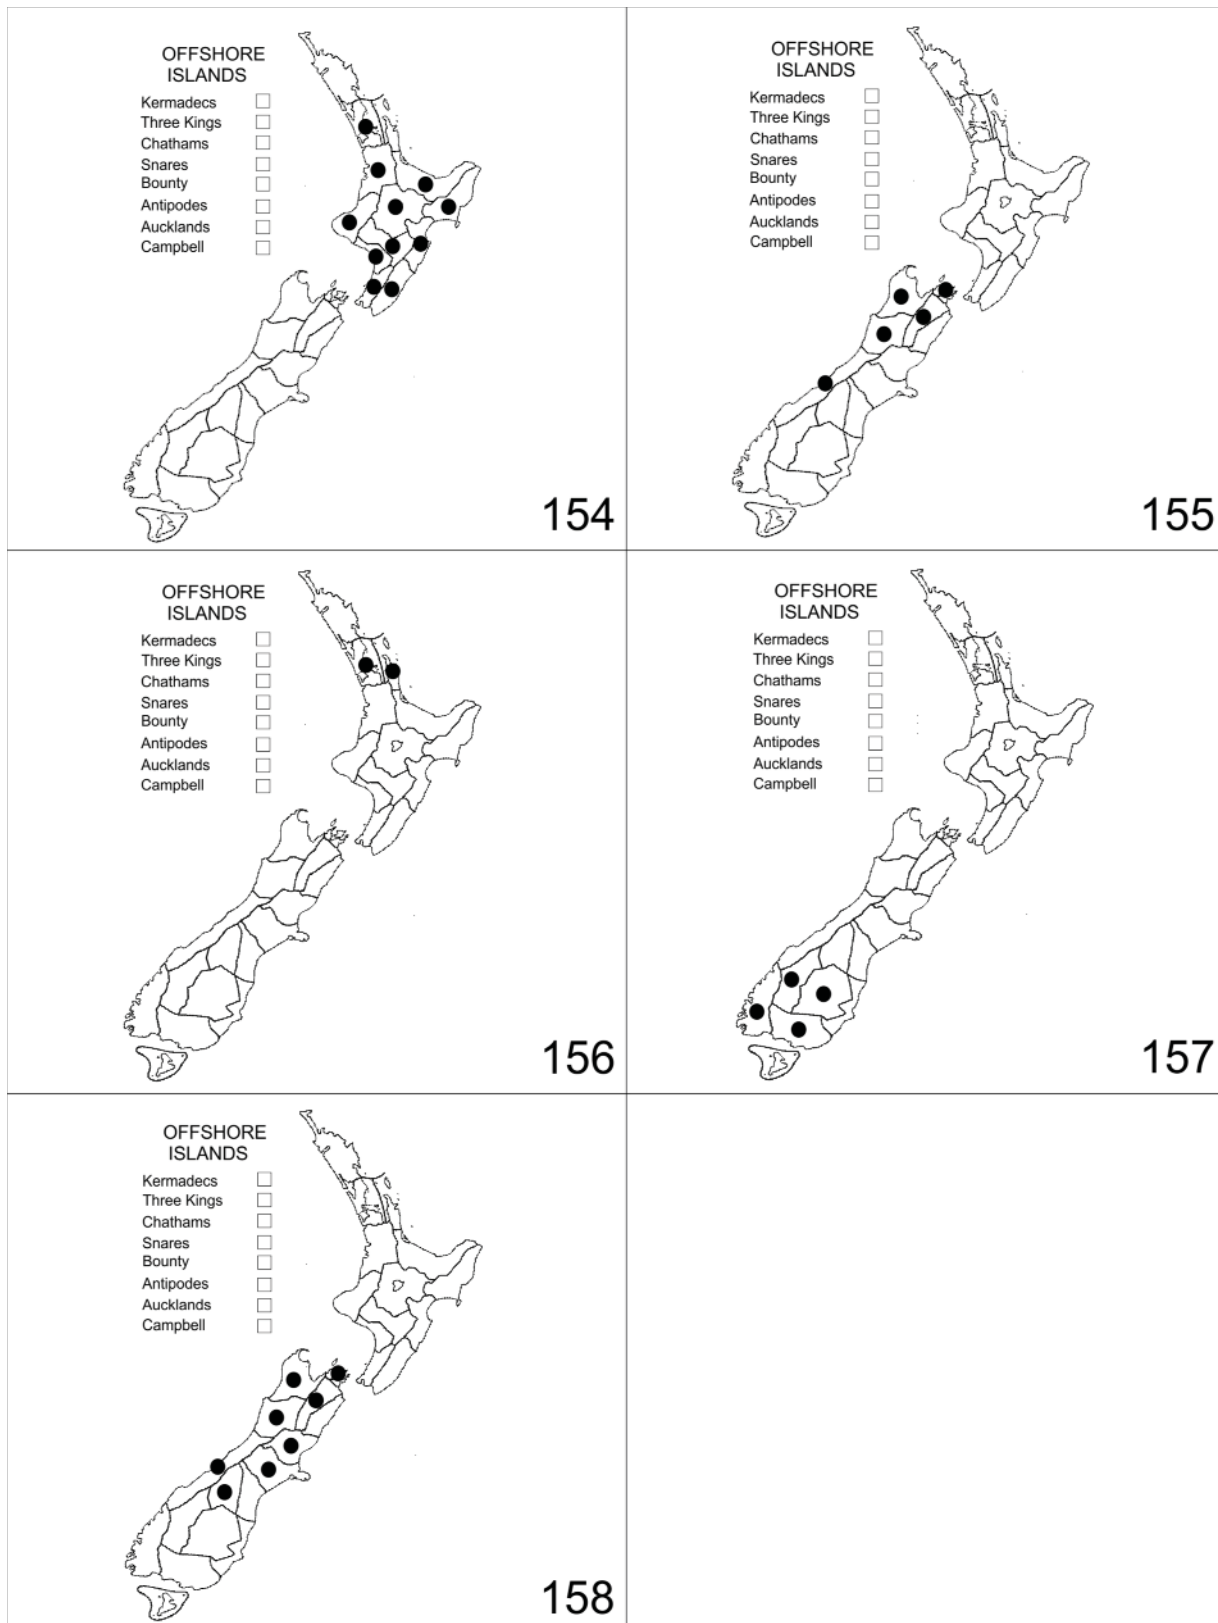 OFFSHORE
ISLANDS
Kermadecs
Three Kings
Chathams
Snares
Bounty
Antipodes
Aucklands
Campbell
154
OFFSHORE
ISLANDS
Kermadecs
Three Kings
Chathams
Snares
Bounty
Antipodes
Aucklands
Campbell
155
OFFSHORE
ISLANDS
Kermadecs
Three Kings
Chathams
Snares
Bounty
Antipodes
Aucklands
Campbell
156
OFFSHORE
ISLANDS
Kermadecs
Three Kings
Chathams
Snares
Bounty
Antipodes
Aucklands
Campbell
157
OFFSHORE
ISLANDS
Kermadecs
Three Kings
Chathams
Snares
Bounty
Antipodes
Aucklands
Campbell
158